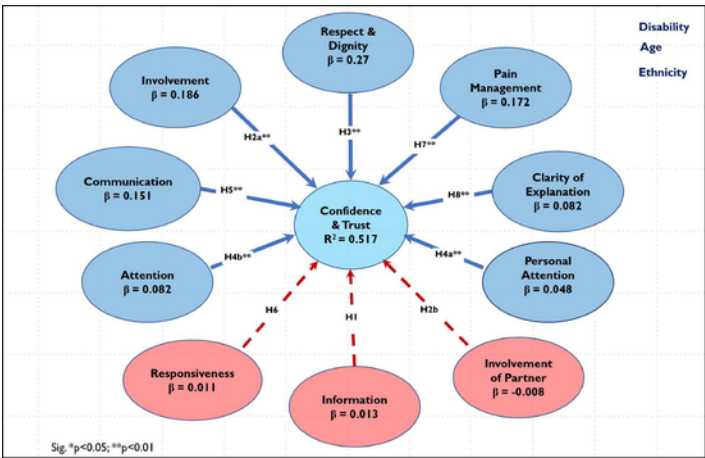 Respect &
Dignity
β = 0.27
Disability
Age
Ethnicity
Involvement
β = 0.186
Pain
Management
β = 0.172
H2a**
H3**
H7**
Communication
β = 0.151
H5**
H8**
Clarity of
Explanation
β = 0.082
Confidence
& Trust
R² = 0.517
Attention
β = 0.082
H4b**
H4a**
Personal
Attention
β = 0.048
H6
H1
H2b
Responsiveness
β = 0.011
Information
β = 0.013
Involvement
of Partner
β = -0.008
Sig. *p<0.05; **p<0.01